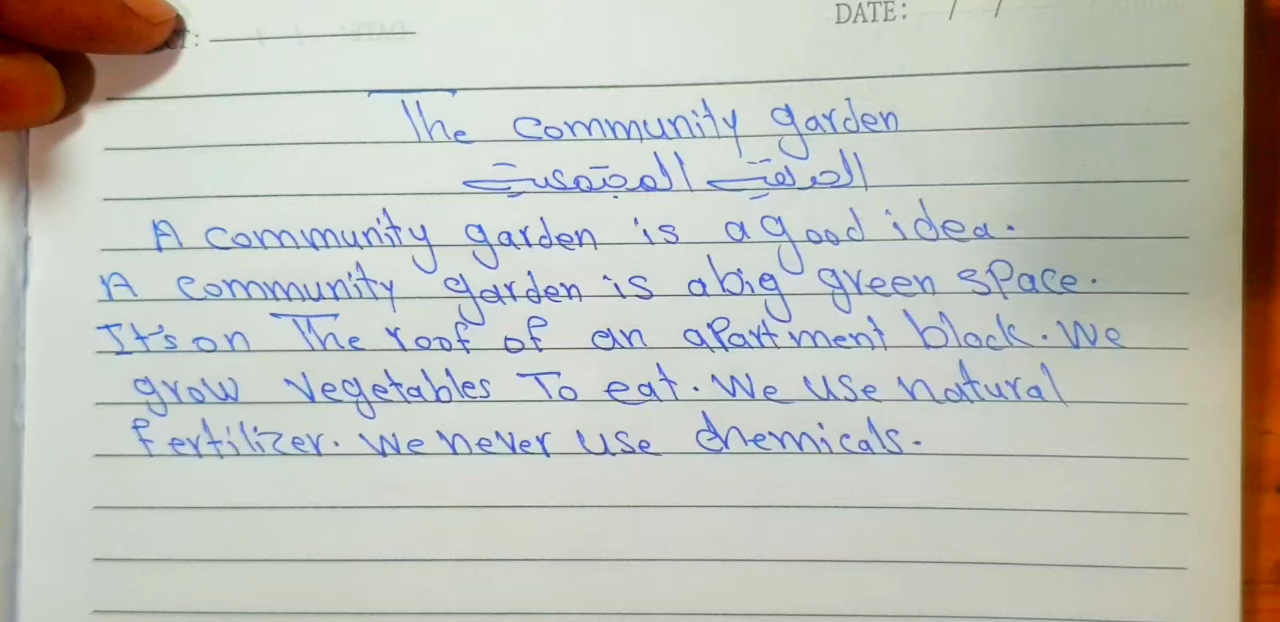 DATE: / /
The community garden
الحديقة المجتمعية
A community garden is a good idea.
A community garden is a big green space.
It's on The roof of an apartment block. We
grow vegetables To eat. We use natural
fertilizer. We never use chemicals.